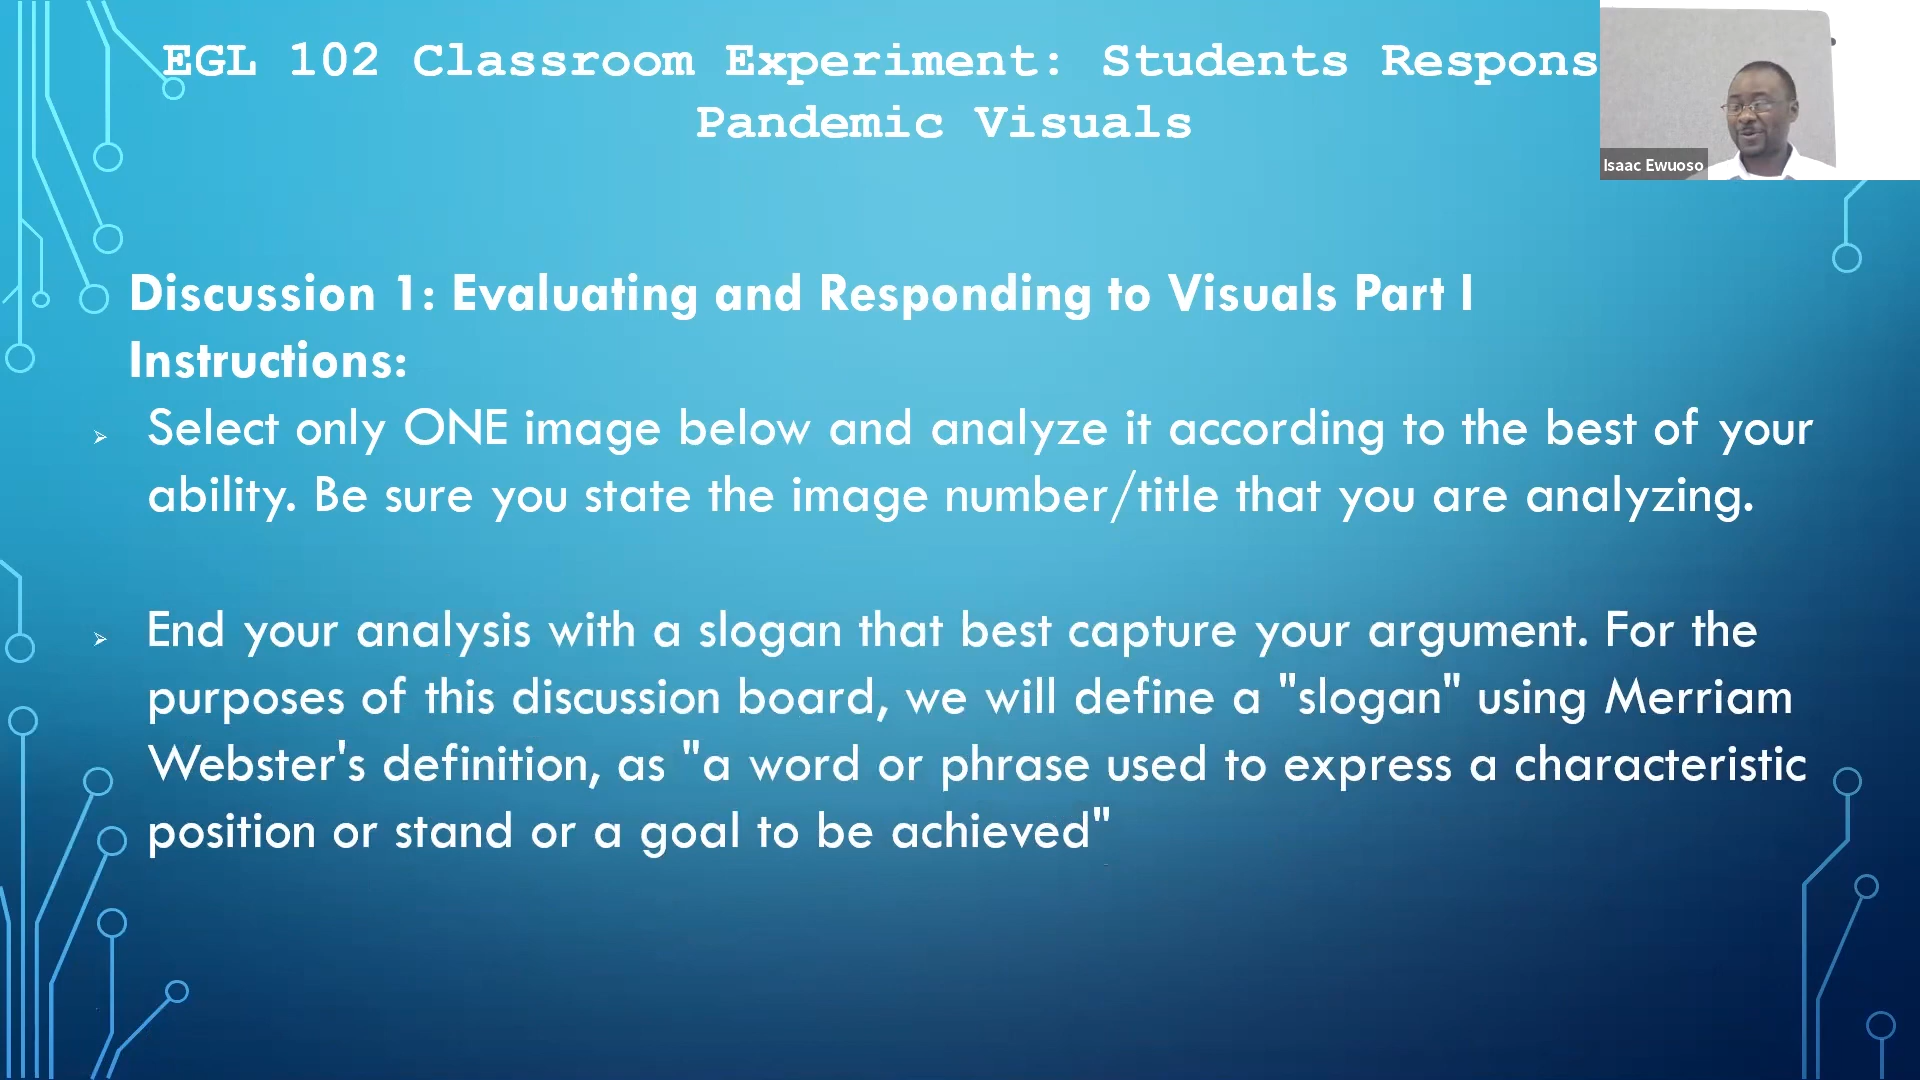 EGL 102 Classroom Experiment: Students Respons
Pandemic Visuals
Isaac Ewuoso
Discussion 1: Evaluating and Responding to Visuals Part I
Instructions:
➢ Select only ONE image below and analyze it according to the best of your
ability. Be sure you state the image number/title that you are analyzing.
➢ End your analysis with a slogan that best capture your argument. For the
purposes of this discussion board, we will define a "slogan" using Merriam
Webster's definition, as "a word or phrase used to express a characteristic
position or stand or a goal to be achieved"